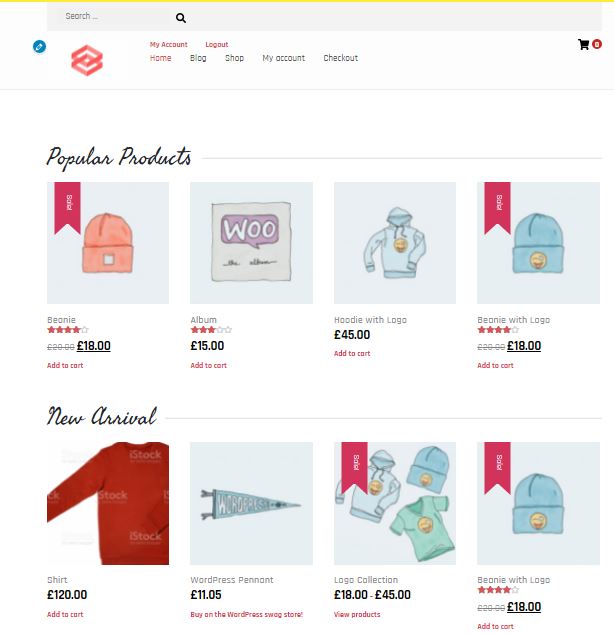 Search ...
My Account Logout
Home Blog Shop My account Checkout
Popular Products
Sale!
WOO
the album
Sale!
Beanie
Album
Hoodie with Logo
Beanie with Logo
£20.00 £18.00
£15.00
£45.00
£20.00 £18.00
Add to cart
Add to cart
Add to cart
Add to cart
New Arrival
iStock
iStock
iStock
WORDPRESS
Sale!
Sale!
Shirt
WordPress Pennant
Logo Collection
Beanie with Logo
£120.00
£11.05
£18.00 - £45.00
£20.00 £18.00
Add to cart
Buy on the WordPress swag store!
View products
Add to cart